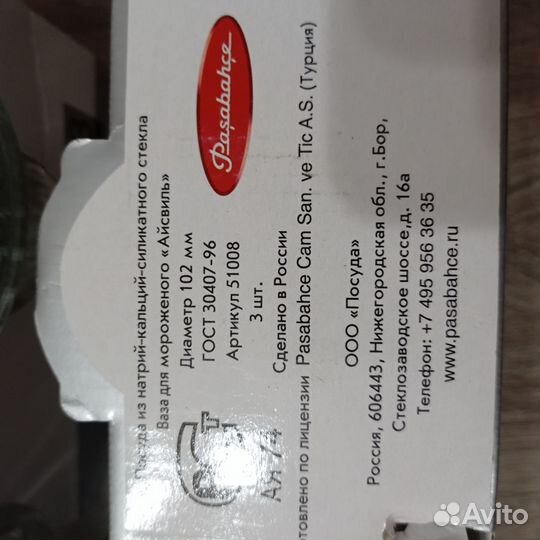 Pasabahce
Посуда из натрий-кальций-силикатного стекла
Ваза для мороженого «Айсвиль»
Диаметр 102 мм
ГОСТ 30407-96
Артикул 51008
3 шт.
Сделано в России
отовлено по лицензии Pasabahce Cam San. ve Tic A.S. (Турция)
ООО «Посуда»
Россия, 606443, Нижегородская обл., г.Бор,
Стеклозаводское шоссе,д. 16а
Телефон: +7 495 956 36 35
www.pasabahce.ru
Avito